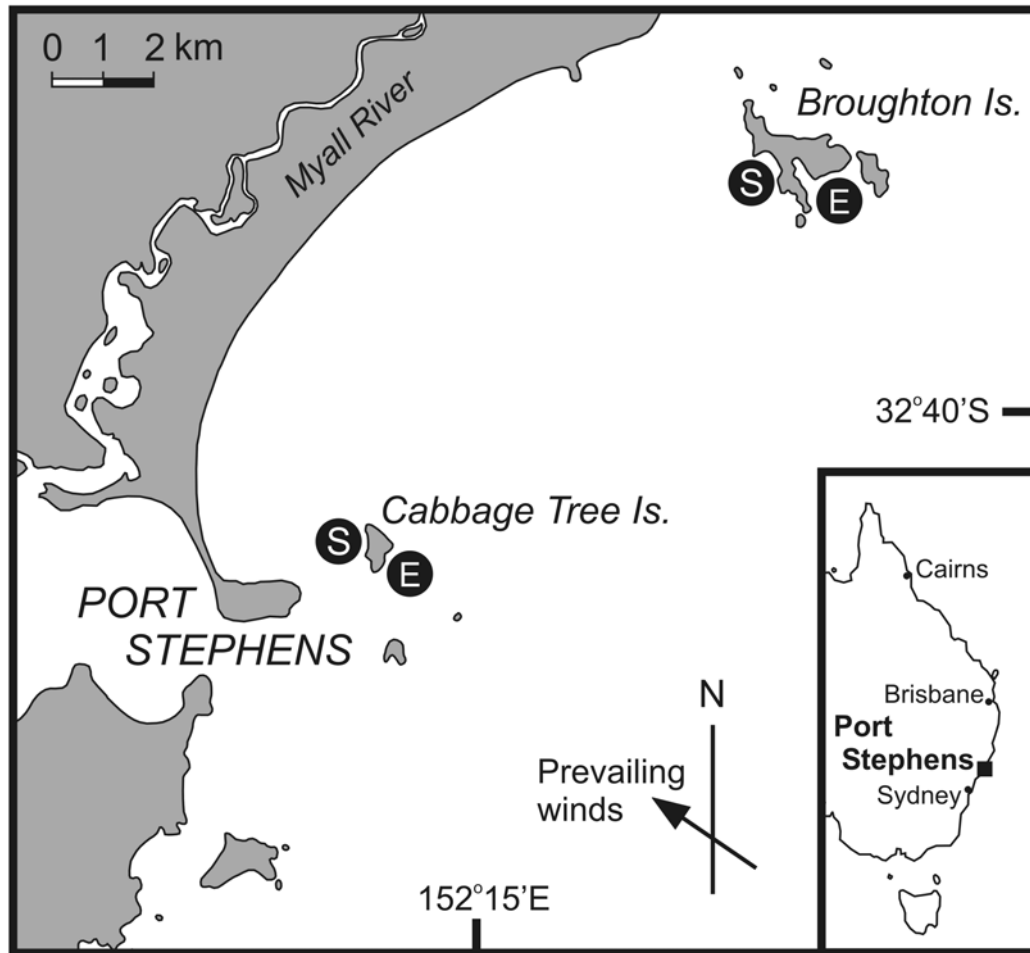 0 1 2 km
Myall River
Broughton Is.
S
E
32°40'S
Cabbage Tree Is.
S
E
PORT
STEPHENS
N
Prevailing
winds
152°15'E
Cairns
Brisbane
Port
Stephens
Sydney